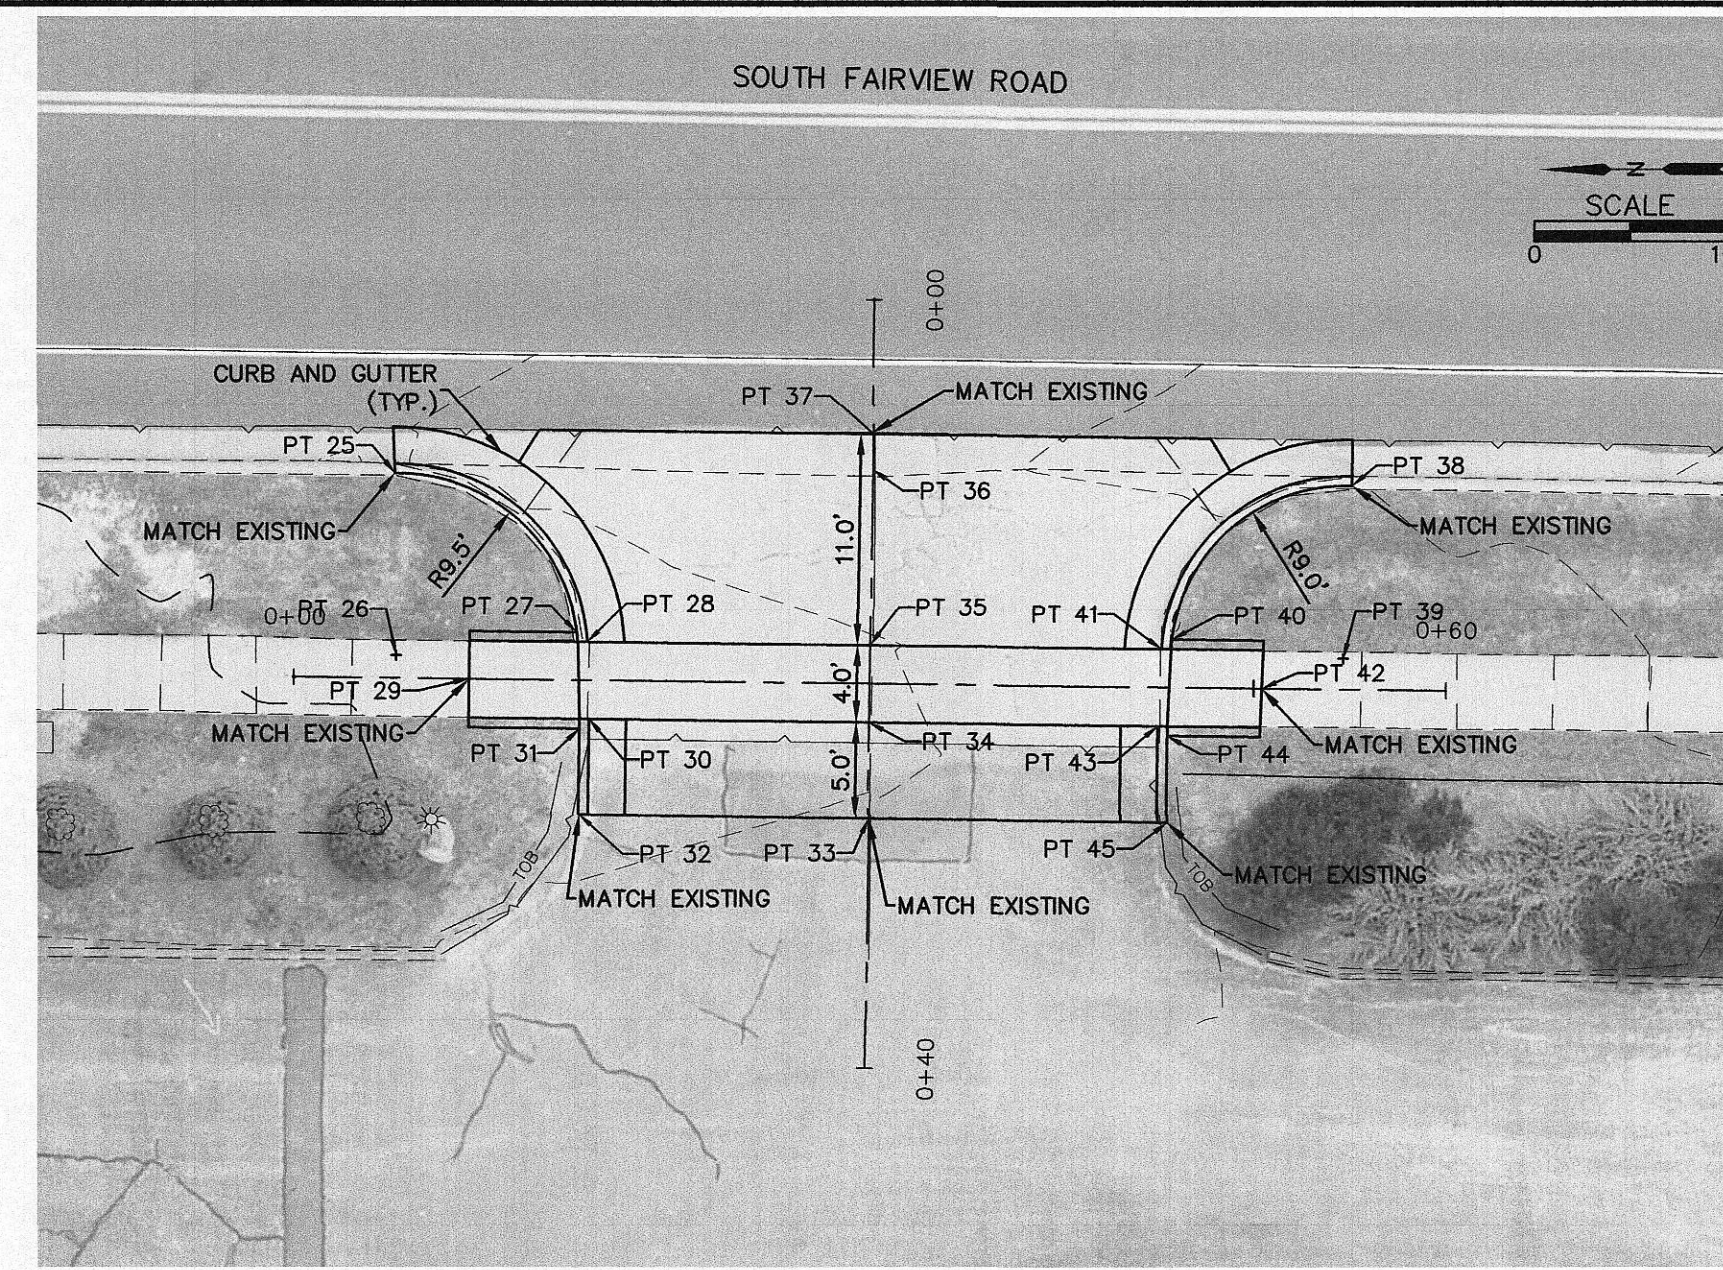 SOUTH FAIRVIEW ROAD
N
SCALE
0
0+00
CURB AND GUTTER
(TYP.)
PT 37
MATCH EXISTING
PT 25
PT 36
PT 38
MATCH EXISTING
MATCH EXISTING
R9.5'
11.0'
R9.0'
0+00
PT 26
PT 27
PT 28
PT 35
PT 41
PT 40
PT 39
0+60
PT 29
4.0'
PT 42
MATCH EXISTING
PT 31
PT 30
PT 34
PT 43
PT 44
MATCH EXISTING
5.0'
PT 32
PT 33
PT 45
TOB
TOB
MATCH EXISTING
MATCH EXISTING
MATCH EXISTING
0+40